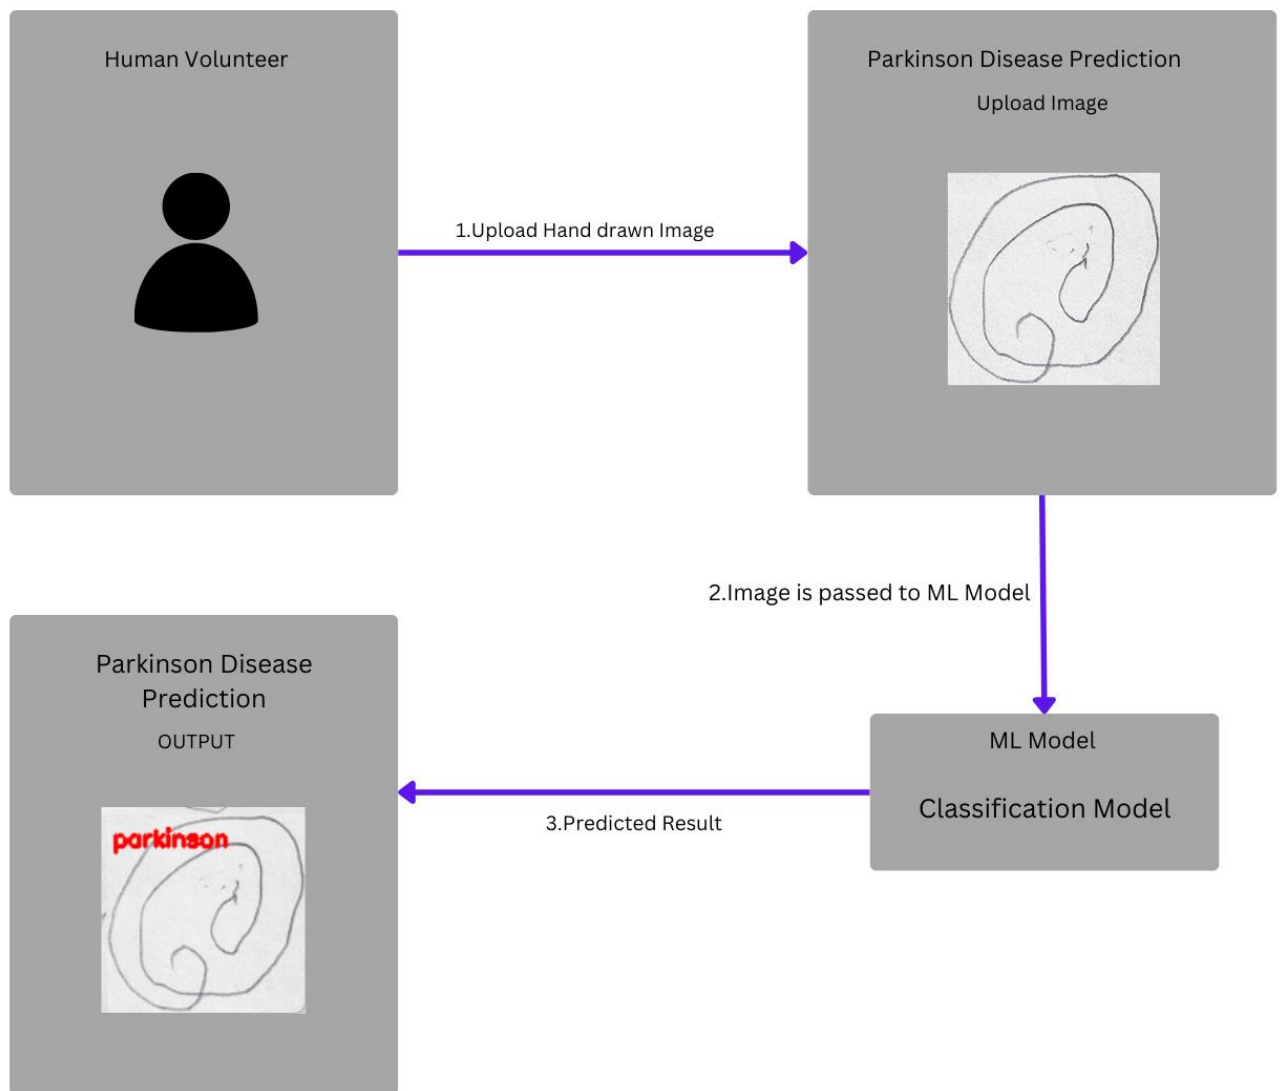 Human Volunteer
1.Upload Hand drawn Image
Parkinson Disease Prediction
Upload Image
2.Image is passed to ML Model
ML Model
Classification Model
3.Predicted Result
Parkinson Disease
Prediction
OUTPUT
parkinson